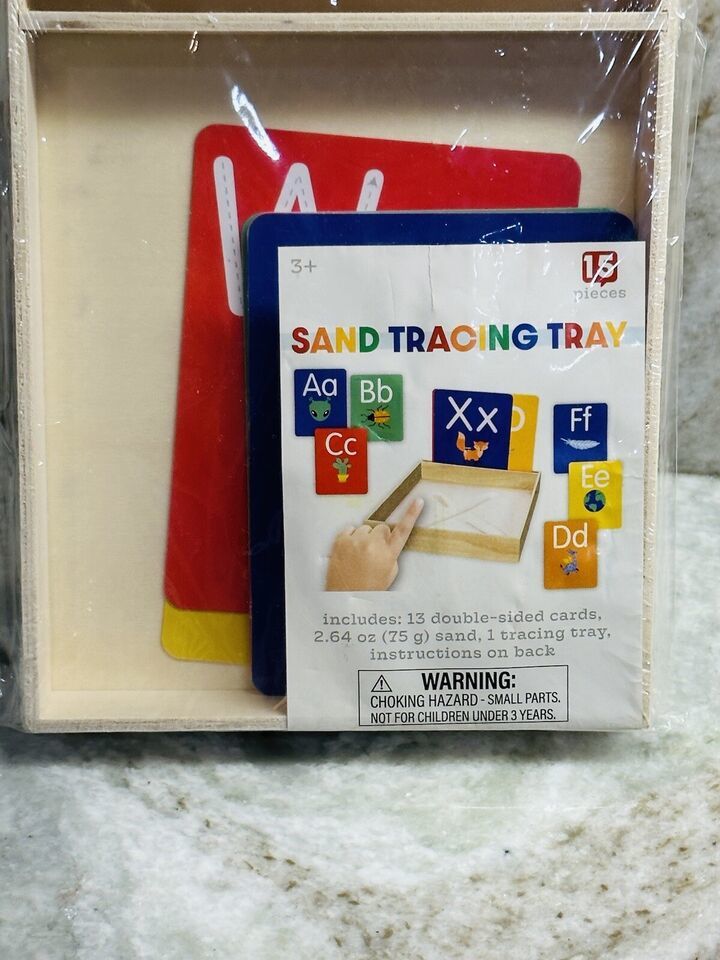 W
3+
15
pieces
SAND TRACING TRAY
Aa
Bb
Cc
Xx
Ff
Ee
Dd
includes: 13 double-sided cards,
2.64 oz (75 g) sand, 1 tracing tray,
instructions on back
WARNING:
CHOKING HAZARD - SMALL PARTS.
NOT FOR CHILDREN UNDER 3 YEARS.